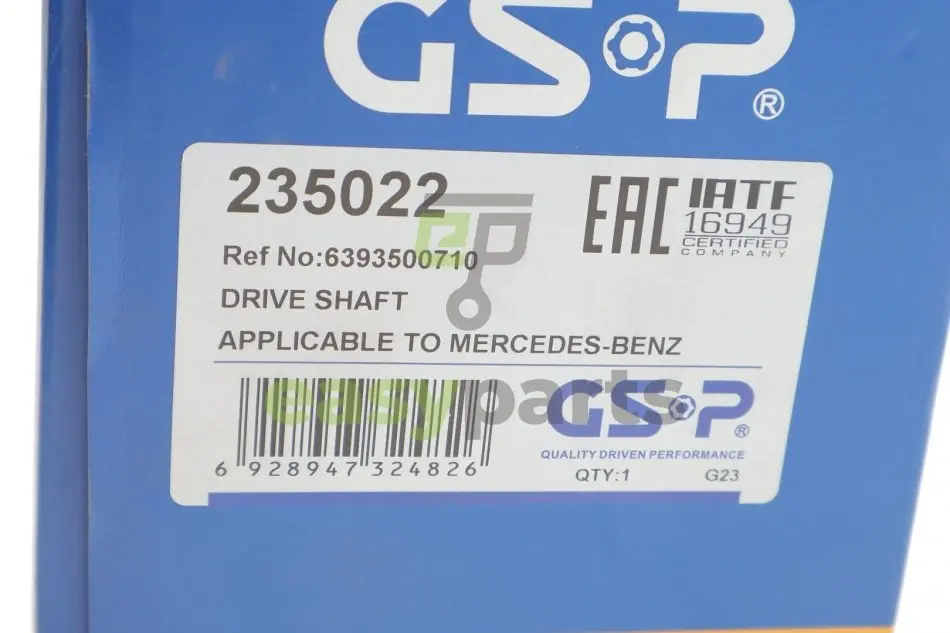 GSP®
235022
EAC
IATF
16949
CERTIFIED
COMPANY
Ref No:6393500710
DRIVE SHAFT
APPLICABLE TO MERCEDES-BENZ
easyparts
GSP®
QUALITY DRIVEN PERFORMANCE
6 928947 324826
QTY:1 G23